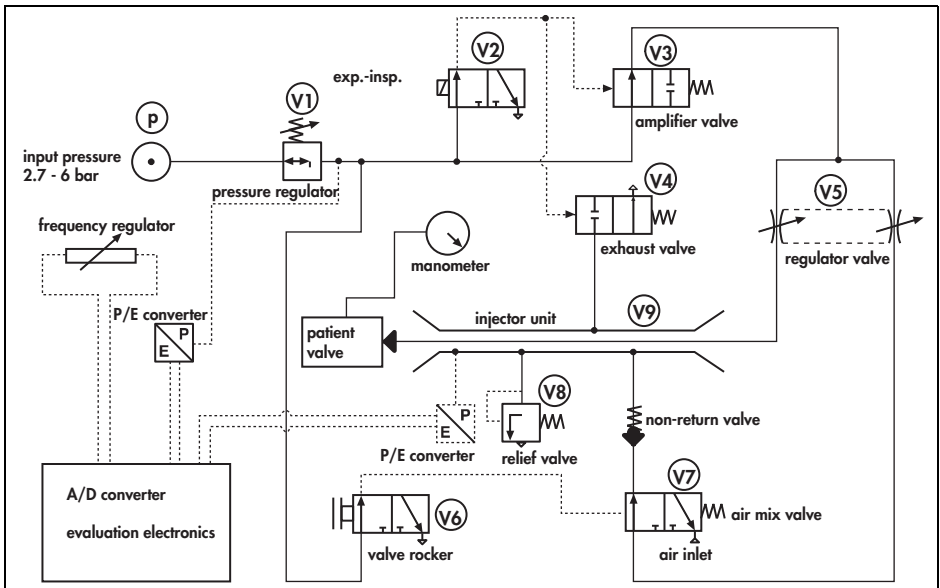 V2
V3
exp.-insp.
V1
p
amplifier valve
input pressure
2.7 - 6 bar
pressure regulator
V4
V5
frequency regulator
exhaust valve
regulator valve
manometer
P/E converter
injector unit
V9
P
E
patient
valve
V8
P
E
non-return valve
P/E converter
relief valve
V7
A/D converter
V6
air mix valve
evaluation electronics
valve rocker
air inlet